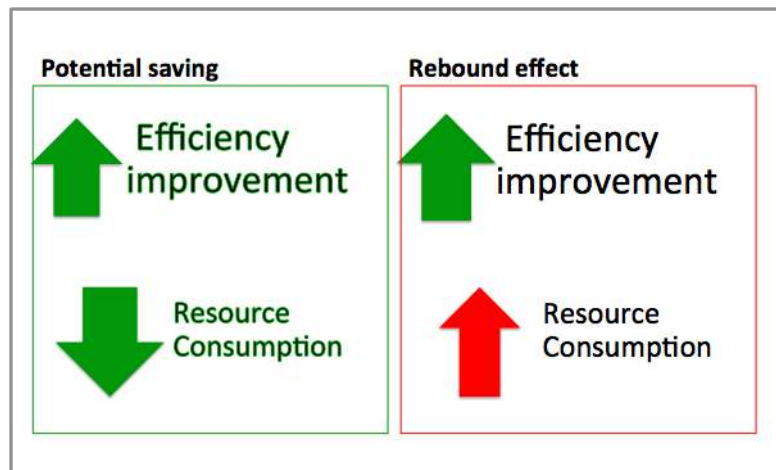 Potential saving
Efficiency
improvement
Resource
Consumption
Rebound effect
Efficiency
improvement
Resource
Consumption